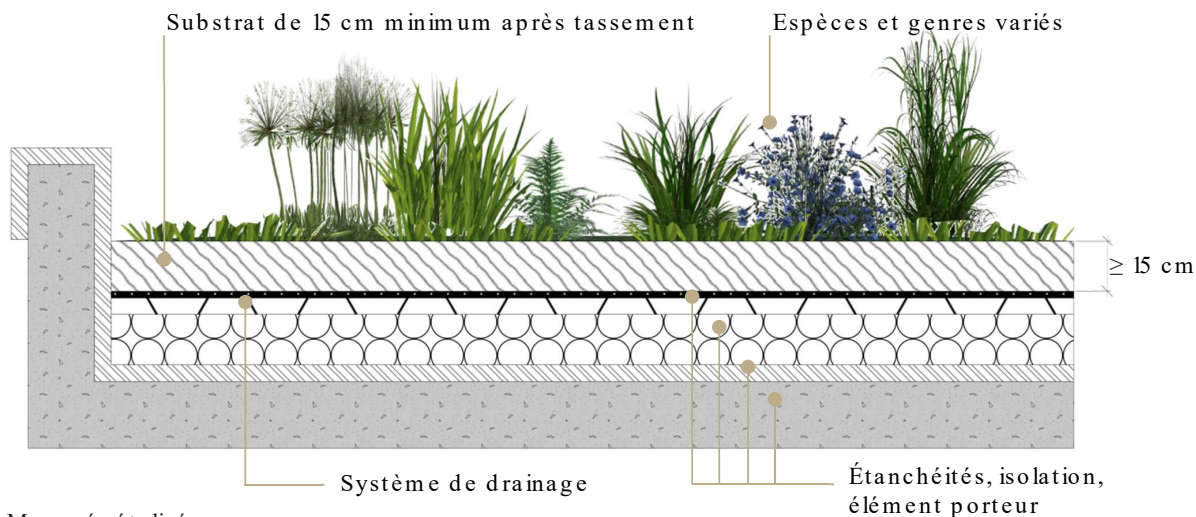 Substrat de 15 cm minimum après tassement
Espèces et genres variés
≥ 15 cm
Système de drainage
Étanchéités, isolation,
élément porteur